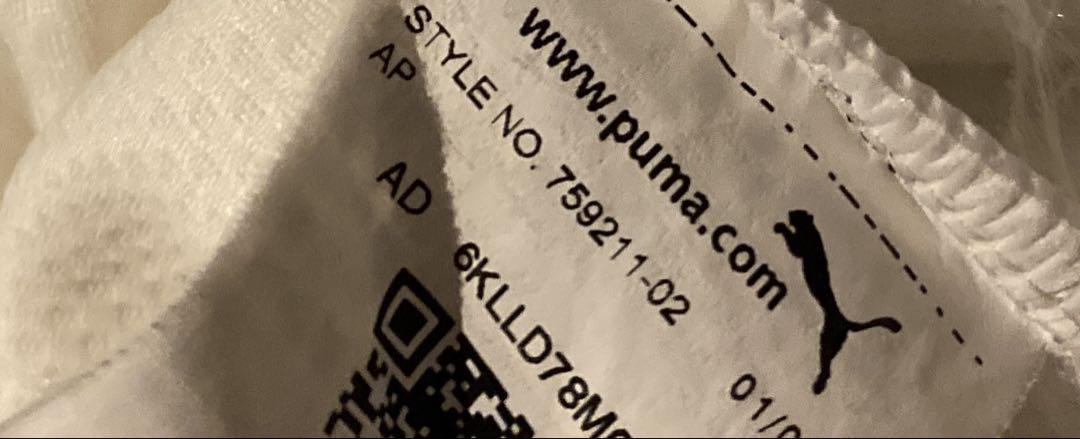 www.puma.com
STYLE NO. 759211-02
AP
AD
6KLLD78M
01/0